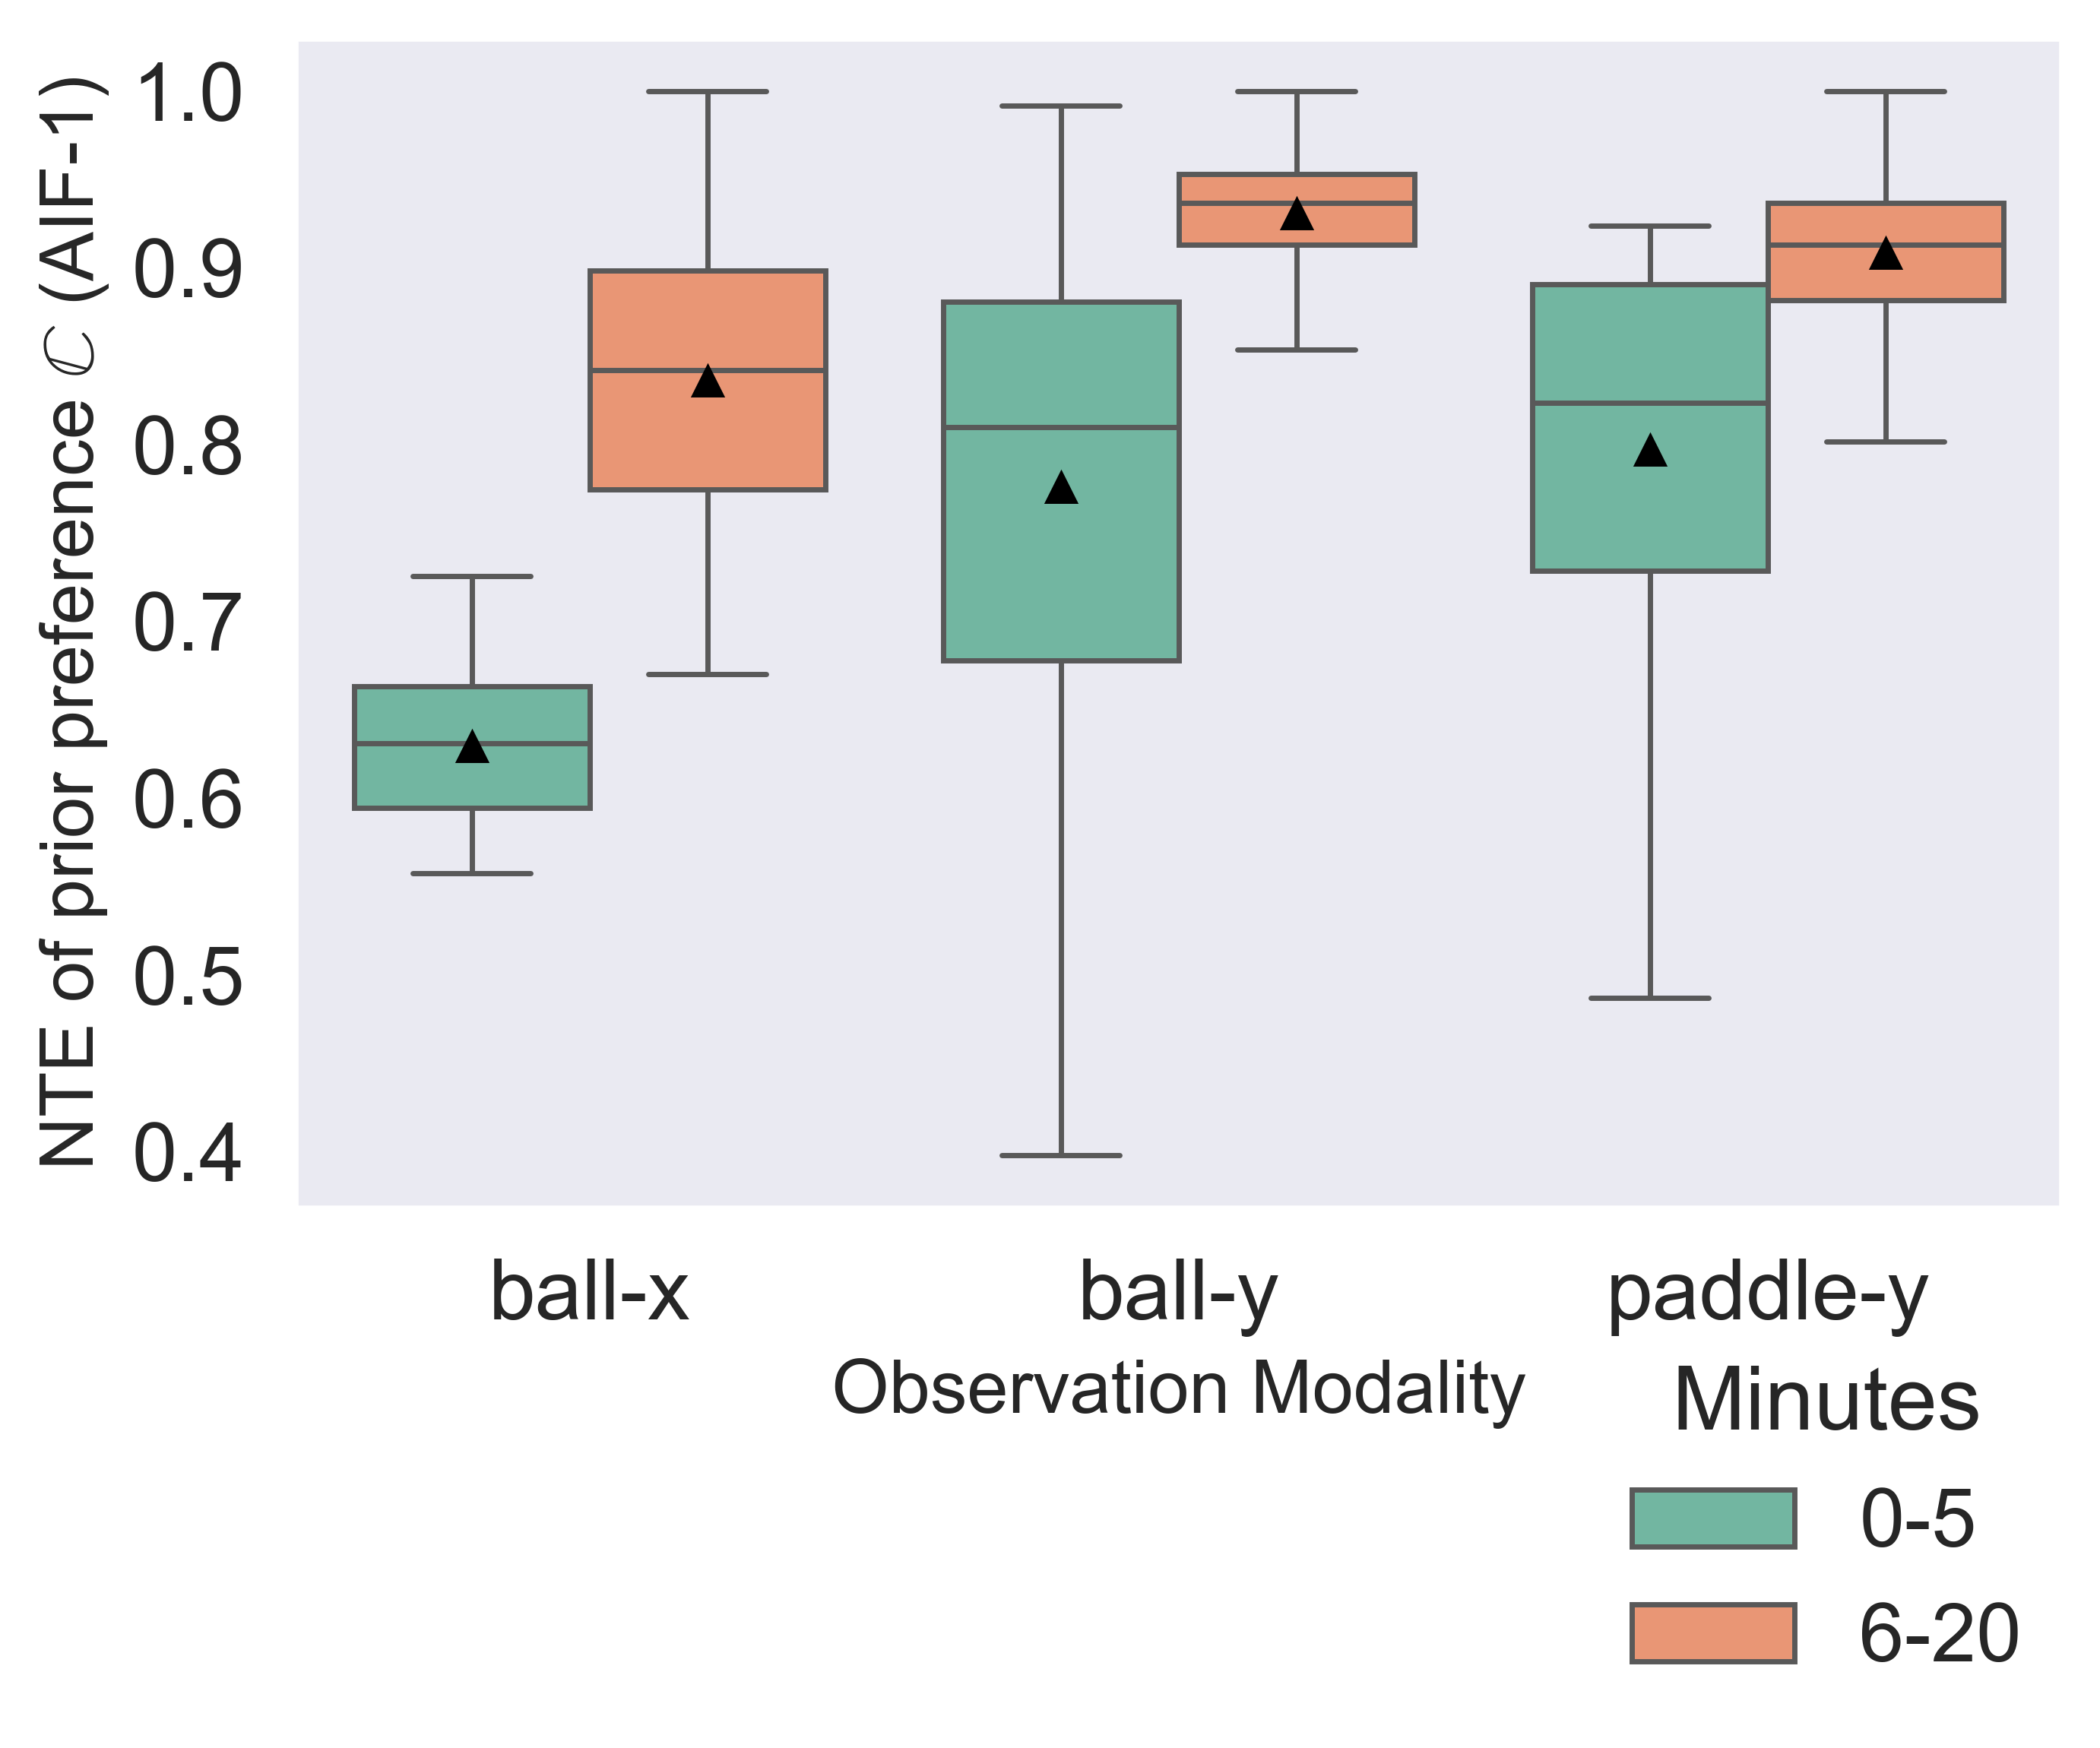 NTE of prior preference ℂ (AIF-1)
1.0
0.9
0.8
0.7
0.6
0.5
0.4
ball-x ball-y paddle-y
Observation Modality
Minutes
0-5
6-20